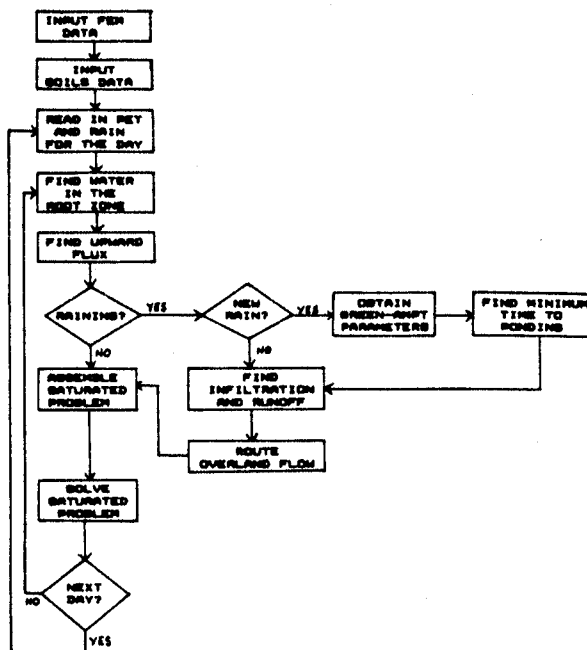 INPUT FEM
DATA
INPUT
SOILS DATA
READ IN PET
AND RAIN
FOR THE DAY
FIND WATER
IN THE
ROOT ZONE
FIND UPWARD
FLUX
RAINING?
YES
NEW
RAIN?
YES
OBTAIN
GREEN-AMPT
PARAMETERS
FIND MINIMUM
TIME TO
PONDING
NO
NO
ASSEMBLE
SATURATED
PROBLEM
FIND
INFILTRATION
AND RUNOFF
ROUTE
OVERLAND FLOW
SOLVE
SATURATED
PROBLEM
NEXT
DAY?
NO
YES